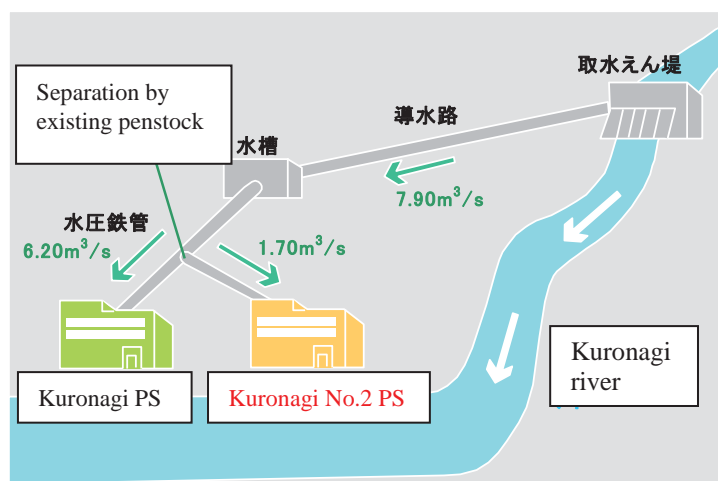 取水えん堤
Separation by
existing penstock
導水路
水槽
7.90m³/s
水圧鉄管
6.20m³/s
1.70m³/s
Kuronagi PS
Kuronagi No.2 PS
Kuronagi
river